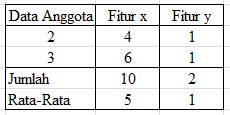 Data Anggota Fitur x Fitur y
2 4 1
3 6 1
Jumlah 10 2
Rata-Rata 5 1